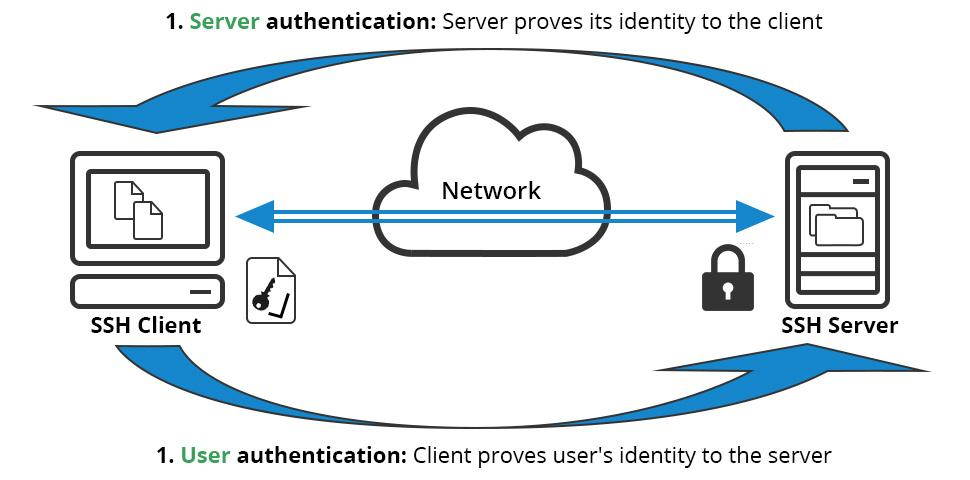 1. Server authentication: Server proves its identity to the client
Network
SSH Client
SSH Server
1. User authentication: Client proves user's identity to the server